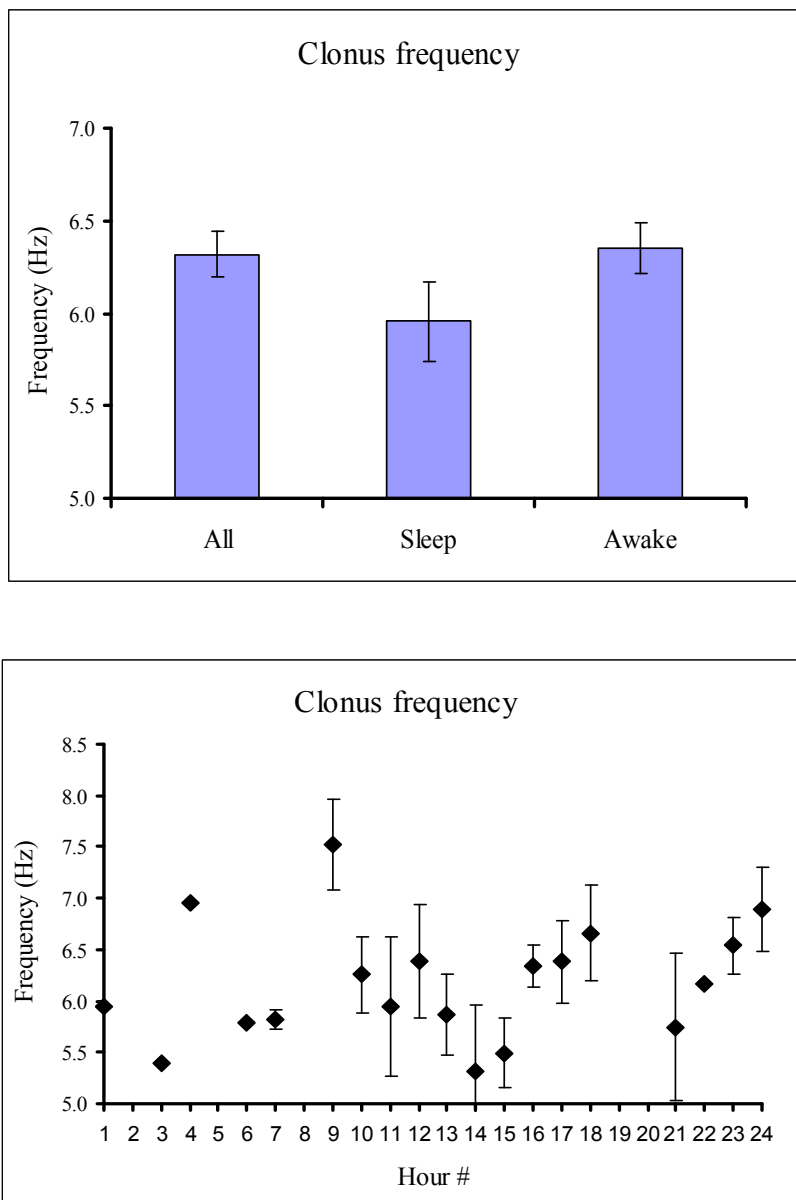 Clonus frequency
7.0
6.5
6.0
5.5
5.0
Frequency (Hz)
All Sleep Awake
Clonus frequency
8.5
8.0
7.5
7.0
6.5
6.0
5.5
5.0
Frequency (Hz)
1 2 3 4 5 6 7 8 9 10 11 12 13 14 15 16 17 18 19 20 21 22 23 24
Hour #